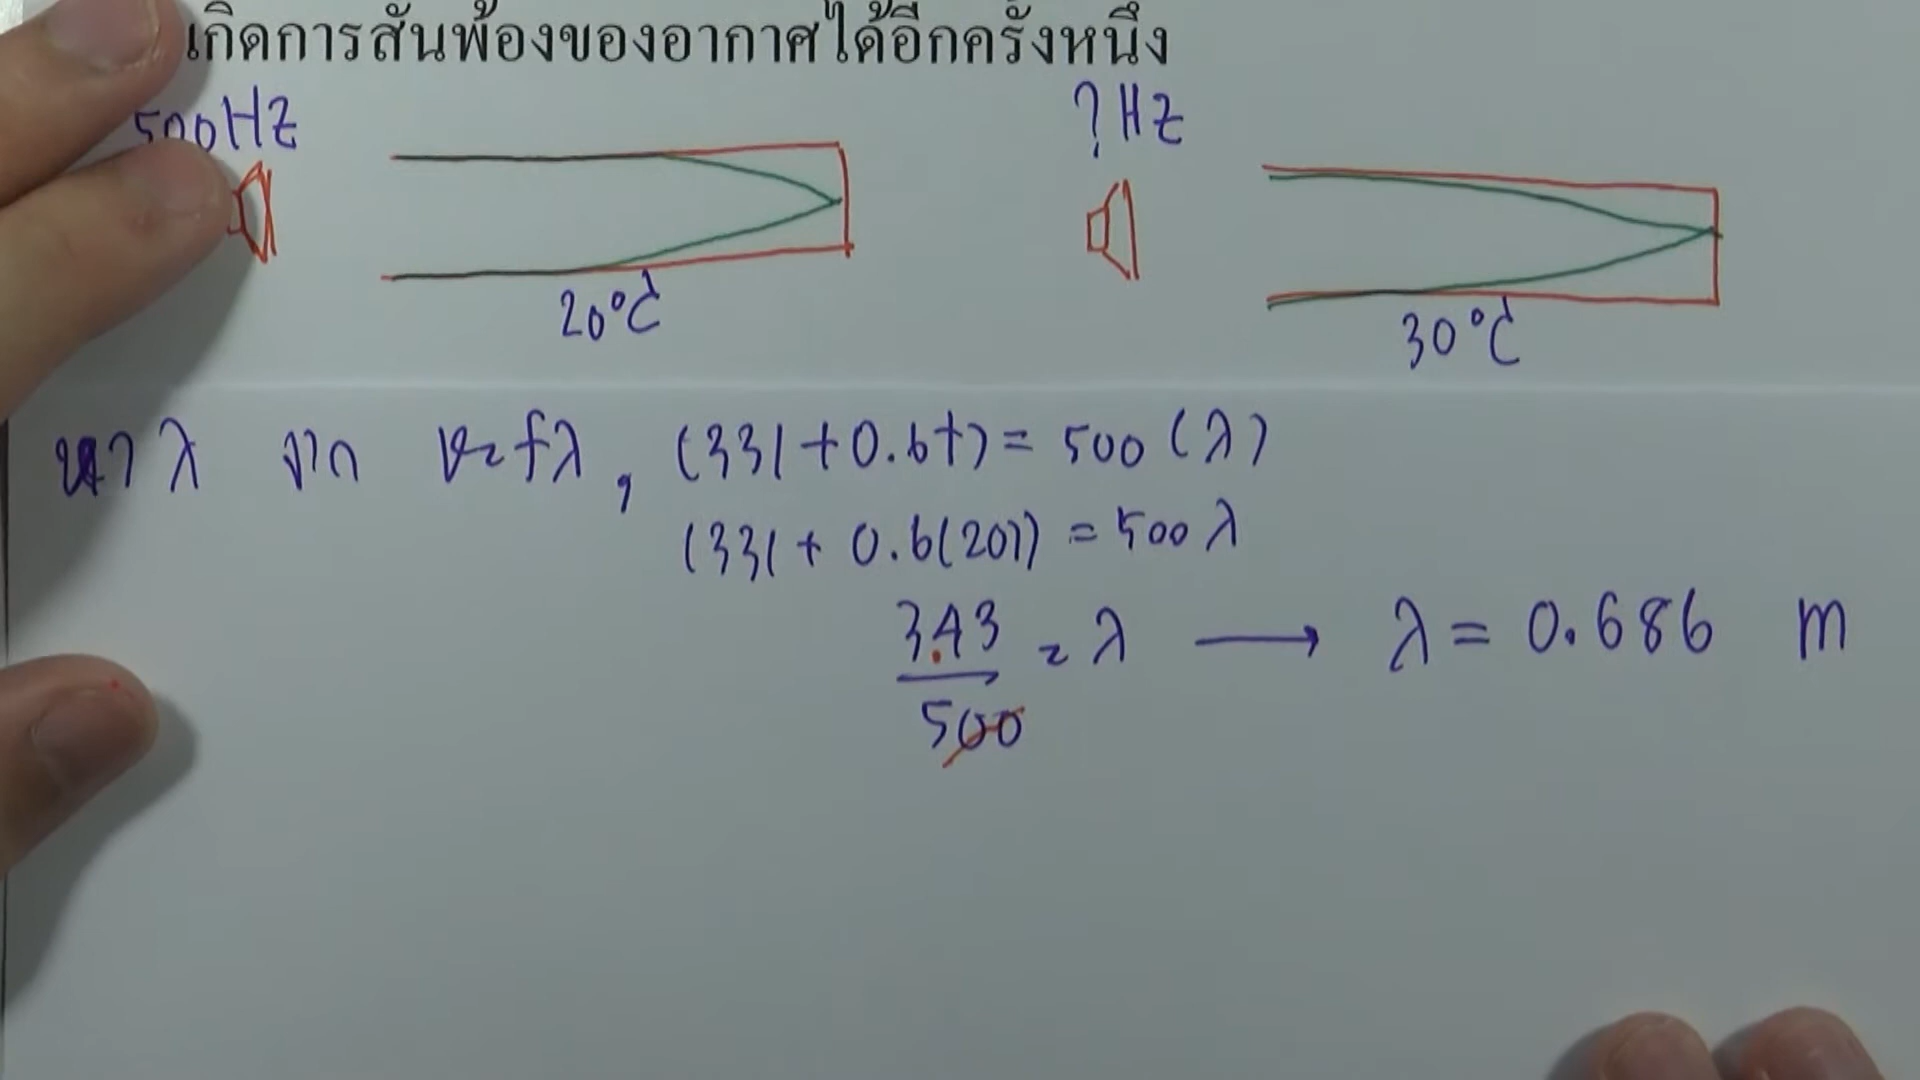 เกิดการสั่นพ้องของอากาศได้อีกครั้งหนึ่ง
500Hz
? Hz
20°C
30°C
หา λ จาก v=fλ, (331+0.6t) = 500 (λ)
(331 + 0.6(20)) = 500 λ
3.43
500
= λ → λ = 0.686 m